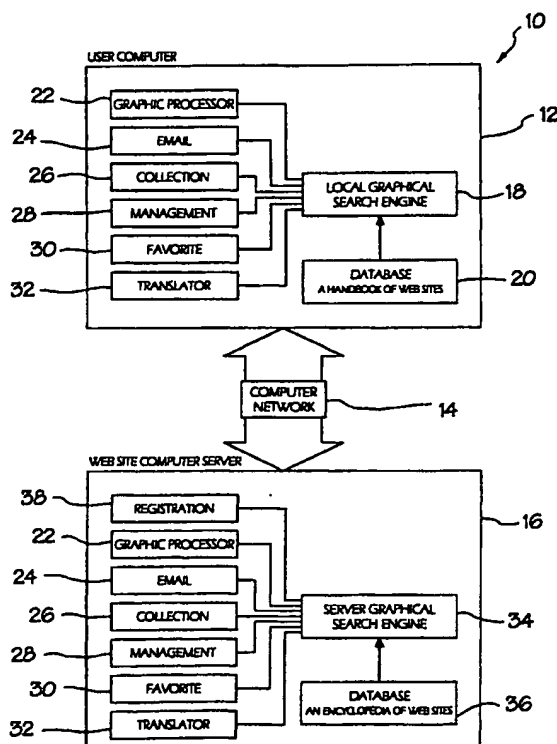 10
USER COMPUTER
22
GRAPHIC PROCESSOR
24
EMAIL
12
26
COLLECTION
LOCAL GRAPHICAL
SEARCH ENGINE
18
28
MANAGEMENT
30
FAVORITE
DATABASE
A HANDBOOK OF WEB SITES
20
32
TRANSLATOR
COMPUTER
NETWORK
14
WEB SITE COMPUTER SERVER
38
REGISTRATION
16
22
GRAPHIC PROCESSOR
24
EMAIL
26
COLLECTION
SERVER GRAPHICAL
SEARCH ENGINE
34
28
MANAGEMENT
30
FAVORITE
DATABASE
AN ENCYCLOPEDIA OF WEB SITES
36
32
TRANSLATOR